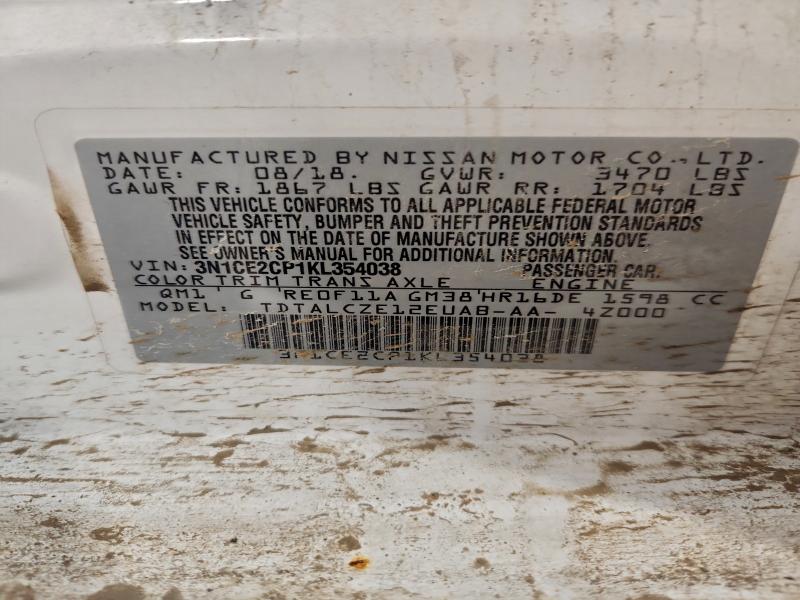 MANUFACTURED BY NISSAN MOTOR CO., LTD.
DATE: 08/18. GVWR: 3470 LBS
GAWR FR: 1867 LBS GAWR RR: 1704 LBS
THIS VEHICLE CONFORMS TO ALL APPLICABLE FEDERAL MOTOR
VEHICLE SAFETY, BUMPER AND THEFT PREVENTION STANDARDS
IN EFFECT ON THE DATE OF MANUFACTURE SHOWN ABOVE.
SEE OWNER'S MANUAL FOR ADDITIONAL INFORMATION.
VIN: 3N1CE2CP1KL354038 PASSENGER CAR.
COLOR TRIM TRANS AXLE ENGINE
QM1' G 'RE0F11A GM38'HR16DE 1598 CC
MODEL: TDTALCZE12EUAB-AA- 4Z000
3N1CE2CP1KL354038